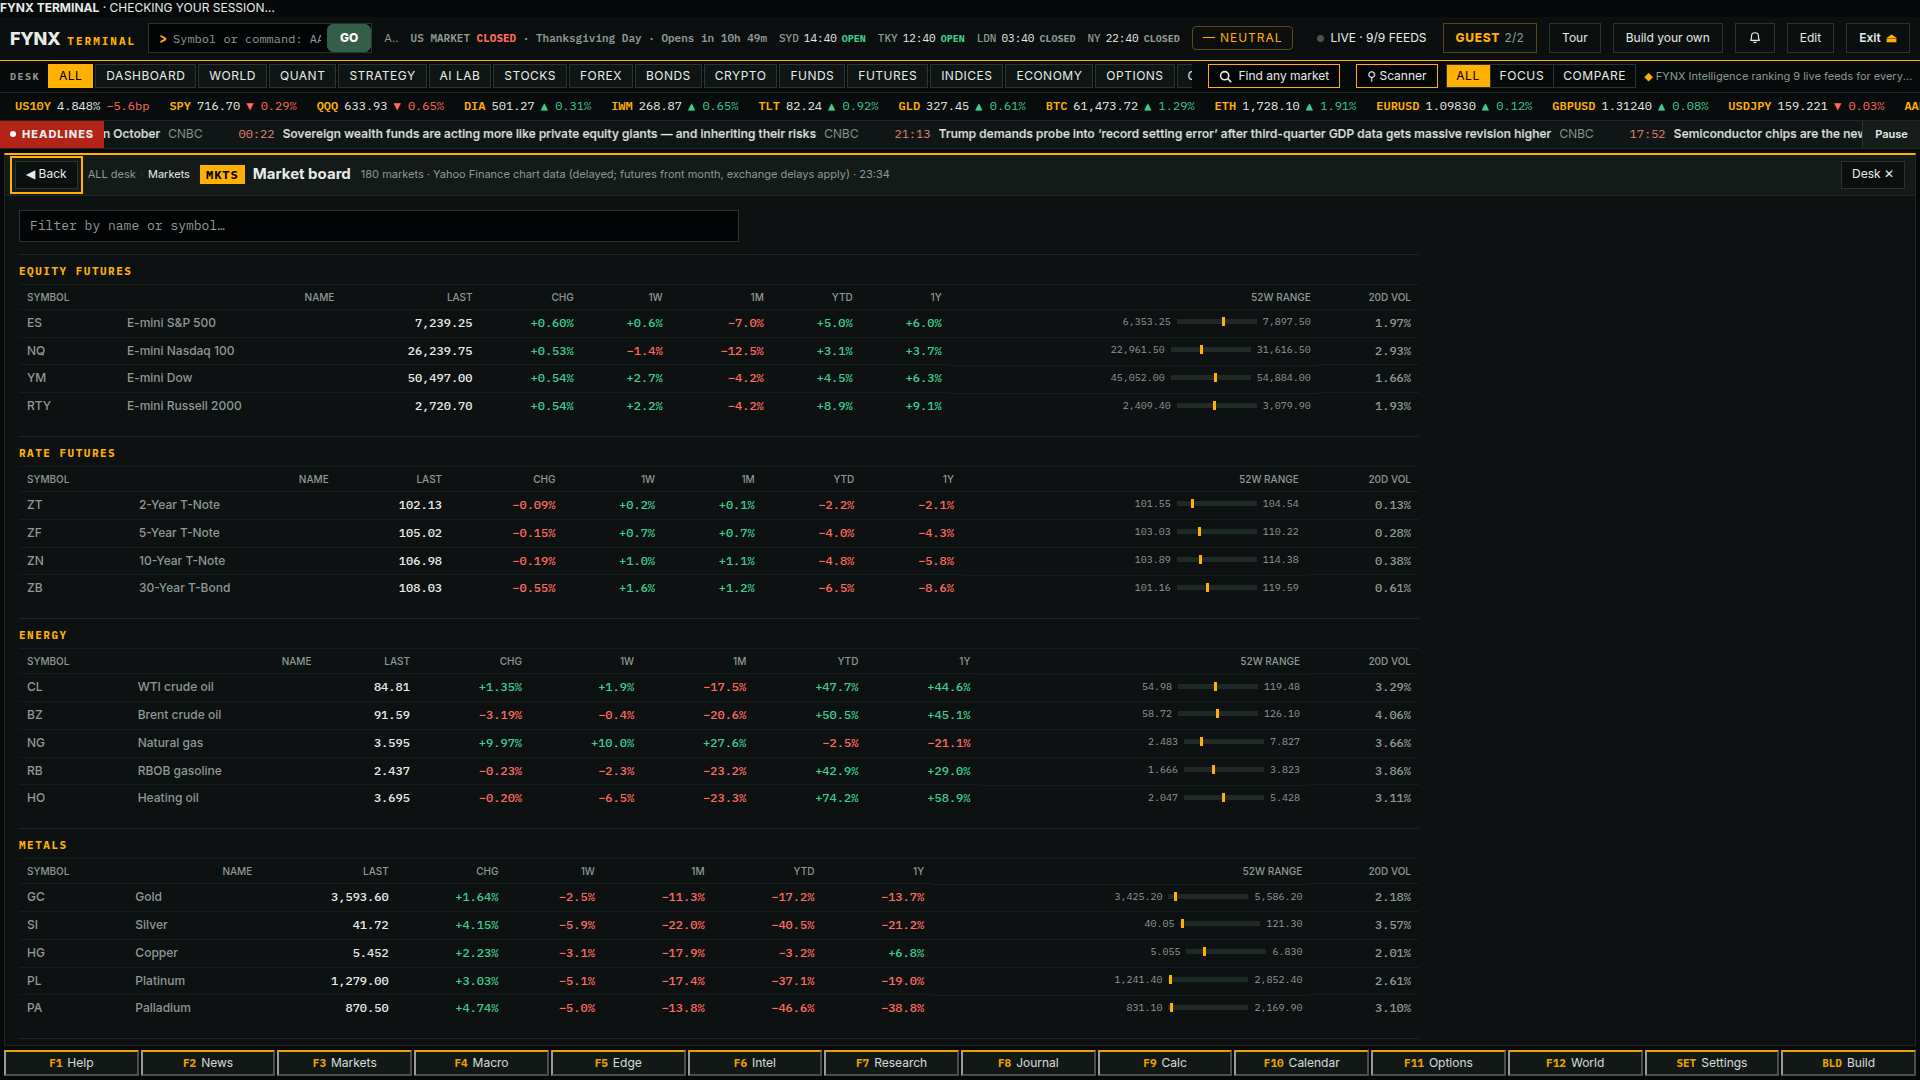 FYNX TERMINAL · CHECKING YOUR SESSION...
FYNX TERMINAL > Symbol or command: AA GO A.. US MARKET CLOSED · Thanksgiving Day · Opens in 10h 49m SYD 14:40 OPEN TKY 12:40 OPEN LDN 03:40 CLOSED NY 22:40 CLOSED — NEUTRAL LIVE · 9/9 FEEDS GUEST 2/2 Tour Build your own Edit Exit ⏏
DESK ALL DASHBOARD WORLD QUANT STRATEGY AI LAB STOCKS FOREX BONDS CRYPTO FUNDS FUTURES INDICES ECONOMY OPTIONS Find any market Scanner ALL FOCUS COMPARE ◆ FYNX Intelligence ranking 9 live feeds for every...
US10Y 4.848% −5.6bp SPY 716.70 ▼ 0.29% QQQ 633.93 ▼ 0.65% DIA 501.27 ▲ 0.31% IWM 268.87 ▲ 0.65% TLT 82.24 ▲ 0.92% GLD 327.45 ▲ 0.61% BTC 61,473.72 ▲ 1.29% ETH 1,728.10 ▲ 1.91% EURUSD 1.09830 ▲ 0.12% GBPUSD 1.31240 ▲ 0.08% USDJPY 159.221 ▼ 0.03% AA
● HEADLINES n October CNBC 00:22 Sovereign wealth funds are acting more like private equity giants — and inheriting their risks CNBC 21:13 Trump demands probe into ‘record setting error’ after third-quarter GDP data gets massive revision higher CNBC 17:52 Semiconductor chips are the new Pause
◀ Back ALL desk · Markets MKTS Market board 180 markets · Yahoo Finance chart data (delayed; futures front month, exchange delays apply) · 23:34 Desk ✕
Filter by name or symbol…
EQUITY FUTURES
SYMBOL NAME LAST CHG 1W 1M YTD 1Y 52W RANGE 20D VOL
ES E-mini S&P 500 7,239.25 +0.60% +0.6% −7.0% +5.0% +6.0% 6,353.25 7,897.50 1.97%
NQ E-mini Nasdaq 100 26,239.75 +0.53% −1.4% −12.5% +3.1% +3.7% 22,961.50 31,616.50 2.93%
YM E-mini Dow 50,497.00 +0.54% +2.7% −4.2% +4.5% +6.3% 45,052.00 54,884.00 1.66%
RTY E-mini Russell 2000 2,720.70 +0.54% +2.2% −4.2% +8.9% +9.1% 2,409.40 3,079.90 1.93%
RATE FUTURES
SYMBOL NAME LAST CHG 1W 1M YTD 1Y 52W RANGE 20D VOL
ZT 2-Year T-Note 102.13 −0.09% +0.2% +0.1% −2.2% −2.1% 101.55 104.54 0.13%
ZF 5-Year T-Note 105.02 −0.15% +0.7% +0.7% −4.0% −4.3% 103.03 110.22 0.28%
ZN 10-Year T-Note 106.98 −0.19% +1.0% +1.1% −4.8% −5.8% 103.89 114.38 0.38%
ZB 30-Year T-Bond 108.03 −0.55% +1.6% +1.2% −6.5% −8.6% 101.16 119.59 0.61%
ENERGY
SYMBOL NAME LAST CHG 1W 1M YTD 1Y 52W RANGE 20D VOL
CL WTI crude oil 84.81 +1.35% +1.9% −17.5% +47.7% +44.6% 54.98 119.48 3.29%
BZ Brent crude oil 91.59 −3.19% −0.4% −20.6% +50.5% +45.1% 58.72 126.10 4.06%
NG Natural gas 3.595 +9.97% +10.0% +27.6% −2.5% −21.1% 2.483 7.827 3.66%
RB RBOB gasoline 2.437 −0.23% −2.3% −23.2% +42.9% +29.0% 1.666 3.823 3.86%
HO Heating oil 3.695 −0.20% −6.5% −23.3% +74.2% +58.9% 2.047 5.428 3.11%
METALS
SYMBOL NAME LAST CHG 1W 1M YTD 1Y 52W RANGE 20D VOL
GC Gold 3,593.60 +1.64% −2.5% −11.3% −17.2% −13.7% 3,425.20 5,586.20 2.18%
SI Silver 41.72 +4.15% −5.9% −22.0% −40.5% −21.2% 40.05 121.30 3.57%
HG Copper 5.452 +2.23% −3.1% −17.9% −3.2% +6.8% 5.055 6.830 2.01%
PL Platinum 1,279.00 +3.03% −5.1% −17.4% −37.1% −19.0% 1,241.40 2,852.40 2.61%
PA Palladium 870.50 +4.74% −5.0% −13.8% −46.6% −38.8% 831.10 2,169.90 3.10%
F1 Help F2 News F3 Markets F4 Macro F5 Edge F6 Intel F7 Research F8 Journal F9 Calc F10 Calendar F11 Options F12 World SET Settings BLD Build